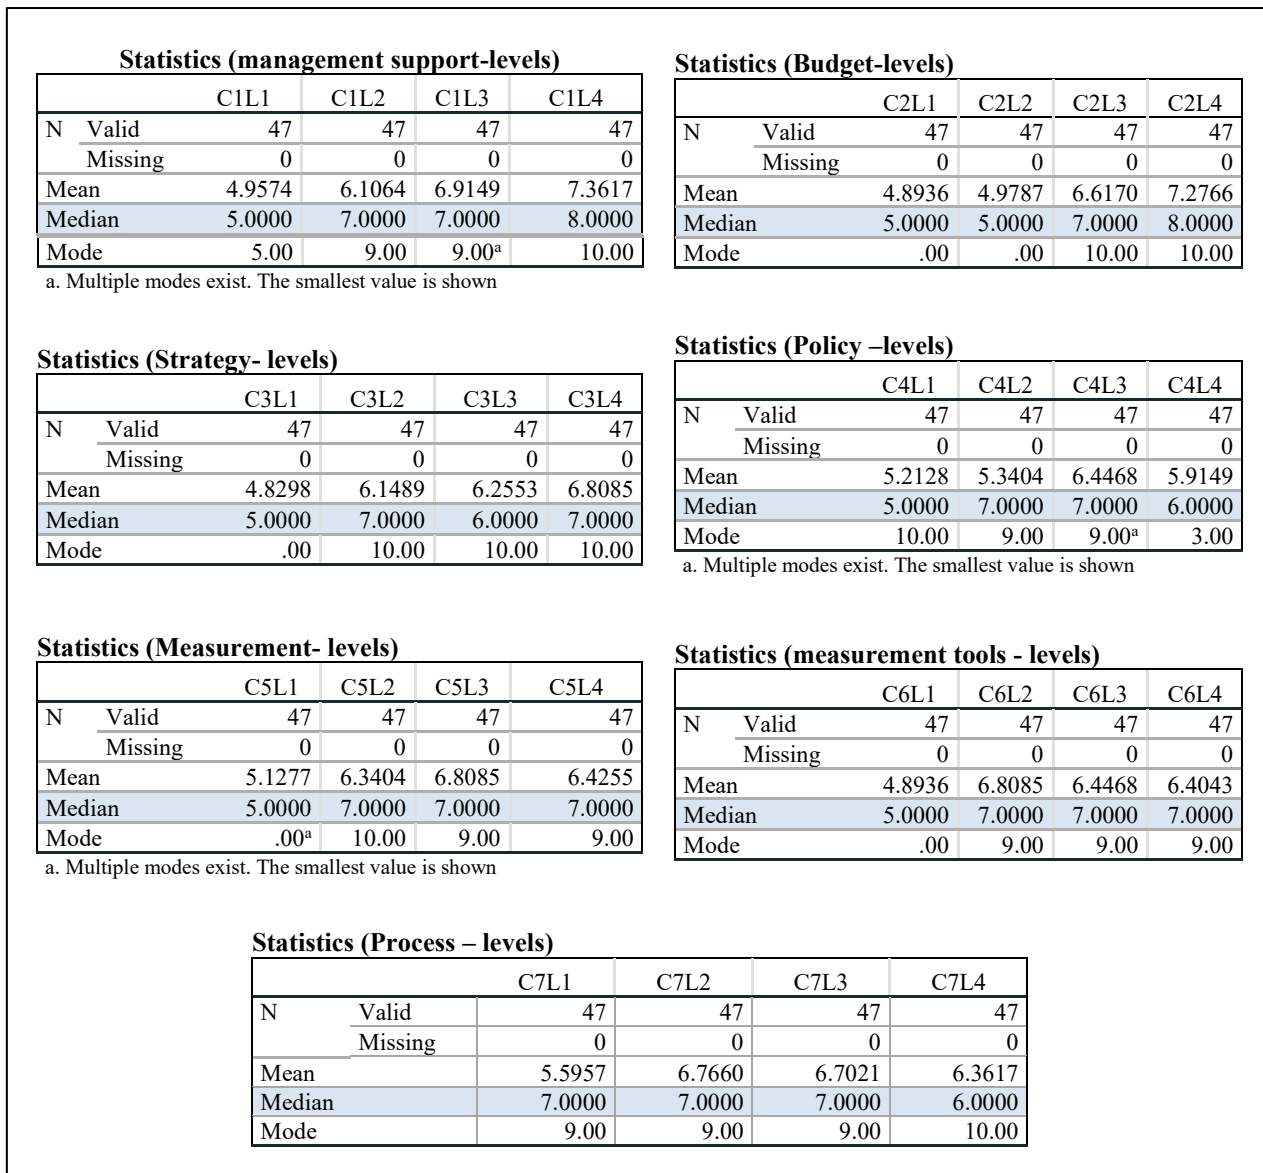 Statistics (management support-levels)
C1L1 C1L2 C1L3 C1L4
N Valid 47 47 47 47
Missing 0 0 0 0
Mean 4.9574 6.1064 6.9149 7.3617
Median 5.0000 7.0000 7.0000 8.0000
Mode 5.00 9.00 9.00a 10.00
a. Multiple modes exist. The smallest value is shown
Statistics (Budget-levels)
C2L1 C2L2 C2L3 C2L4
N Valid 47 47 47 47
Missing 0 0 0 0
Mean 4.8936 4.9787 6.6170 7.2766
Median 5.0000 5.0000 7.0000 8.0000
Mode .00 .00 10.00 10.00
Statistics (Strategy- levels)
C3L1 C3L2 C3L3 C3L4
N Valid 47 47 47 47
Missing 0 0 0 0
Mean 4.8298 6.1489 6.2553 6.8085
Median 5.0000 7.0000 6.0000 7.0000
Mode .00 10.00 10.00 10.00
Statistics (Policy –levels)
C4L1 C4L2 C4L3 C4L4
N Valid 47 47 47 47
Missing 0 0 0 0
Mean 5.2128 5.3404 6.4468 5.9149
Median 5.0000 7.0000 7.0000 6.0000
Mode 10.00 9.00 9.00a 3.00
a. Multiple modes exist. The smallest value is shown
Statistics (Measurement- levels)
C5L1 C5L2 C5L3 C5L4
N Valid 47 47 47 47
Missing 0 0 0 0
Mean 5.1277 6.3404 6.8085 6.4255
Median 5.0000 7.0000 7.0000 7.0000
Mode .00a 10.00 9.00 9.00
a. Multiple modes exist. The smallest value is shown
Statistics (measurement tools - levels)
C6L1 C6L2 C6L3 C6L4
N Valid 47 47 47 47
Missing 0 0 0 0
Mean 4.8936 6.8085 6.4468 6.4043
Median 5.0000 7.0000 7.0000 7.0000
Mode .00 9.00 9.00 9.00
Statistics (Process – levels)
C7L1 C7L2 C7L3 C7L4
N Valid 47 47 47 47
Missing 0 0 0 0
Mean 5.5957 6.7660 6.7021 6.3617
Median 7.0000 7.0000 7.0000 6.0000
Mode 9.00 9.00 9.00 10.00